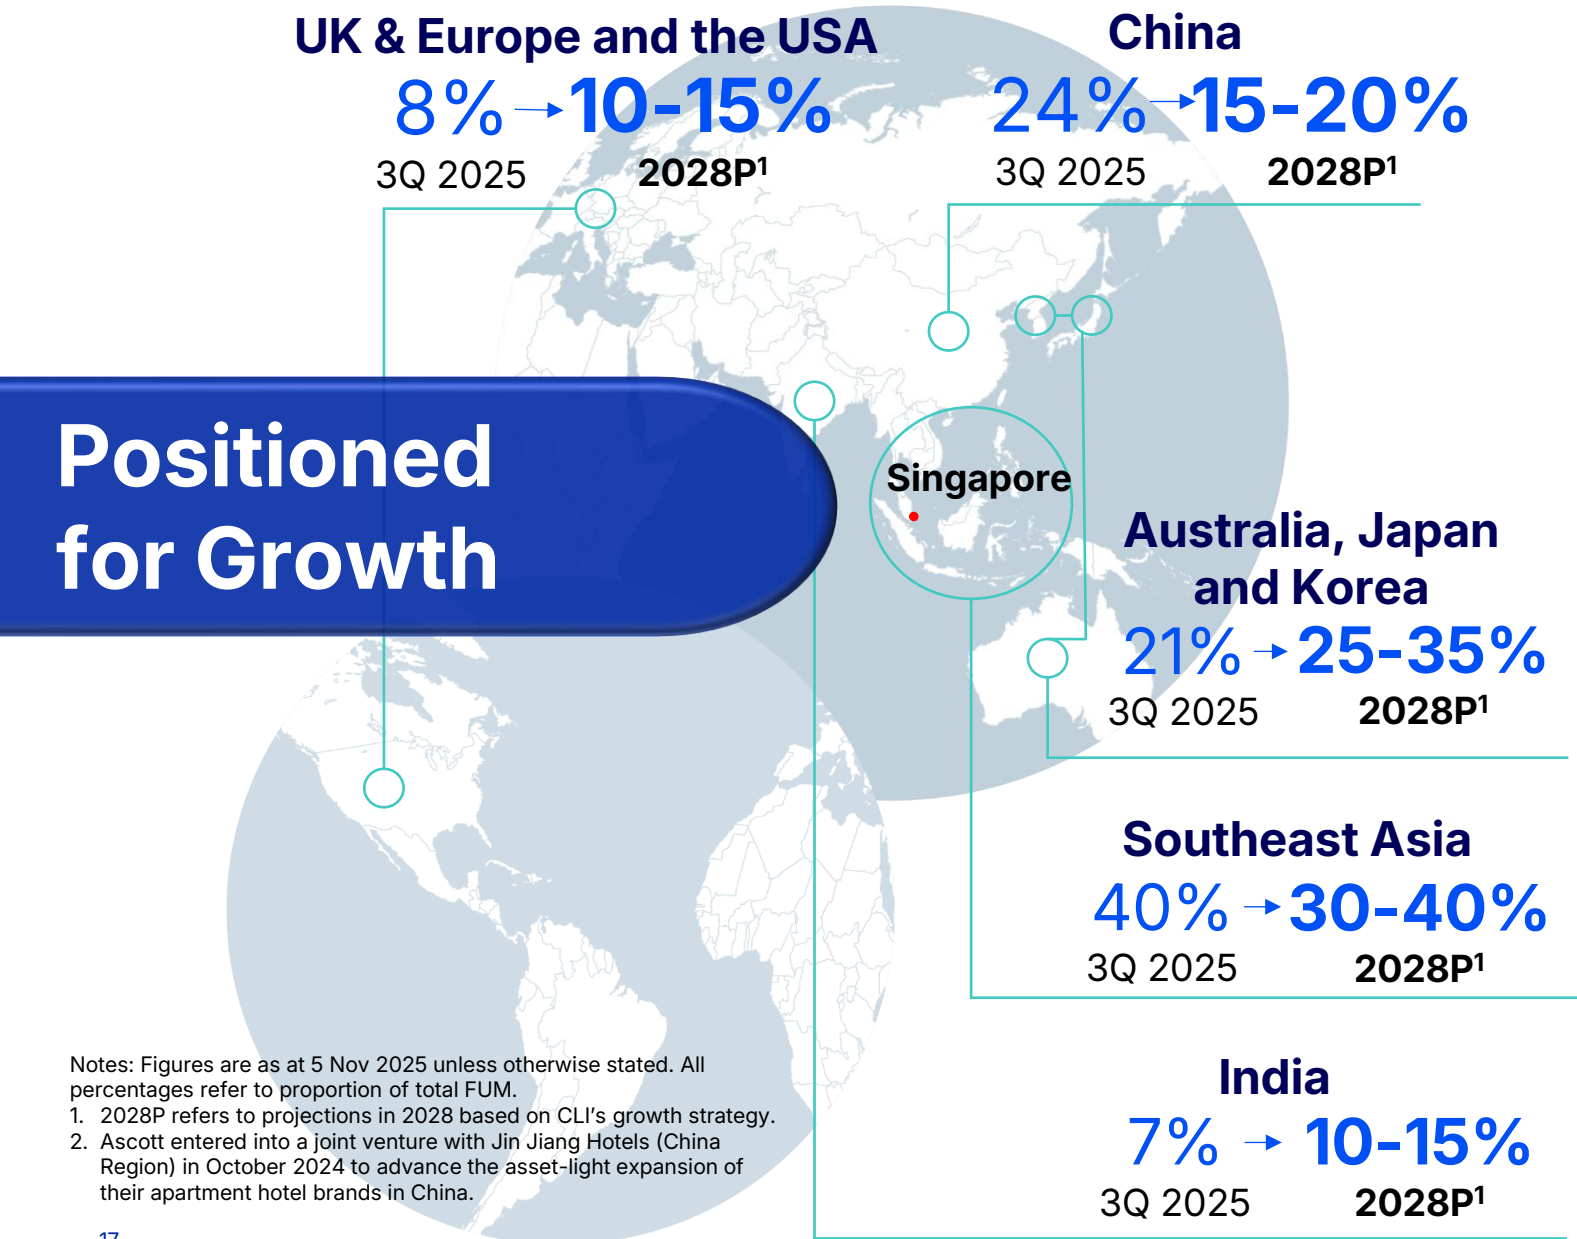 UK & Europe and the USA
8% 10-15%
3Q 2025 2028P¹
China
24% 15-20%
3Q 2025 2028P¹
Positioned
for Growth
Singapore
Australia, Japan
and Korea
21% 25-35%
3Q 2025 2028P¹
Southeast Asia
40% 30-40%
3Q 2025 2028P¹
India
7% 10-15%
3Q 2025 2028P¹
Notes: Figures are as at 5 Nov 2025 unless otherwise stated. All
percentages refer to proportion of total FUM.
1. 2028P refers to projections in 2028 based on CLI's growth strategy.
2. Ascott entered into a joint venture with Jin Jiang Hotels (China
Region) in October 2024 to advance the asset-light expansion of
their apartment hotel brands in China.
17